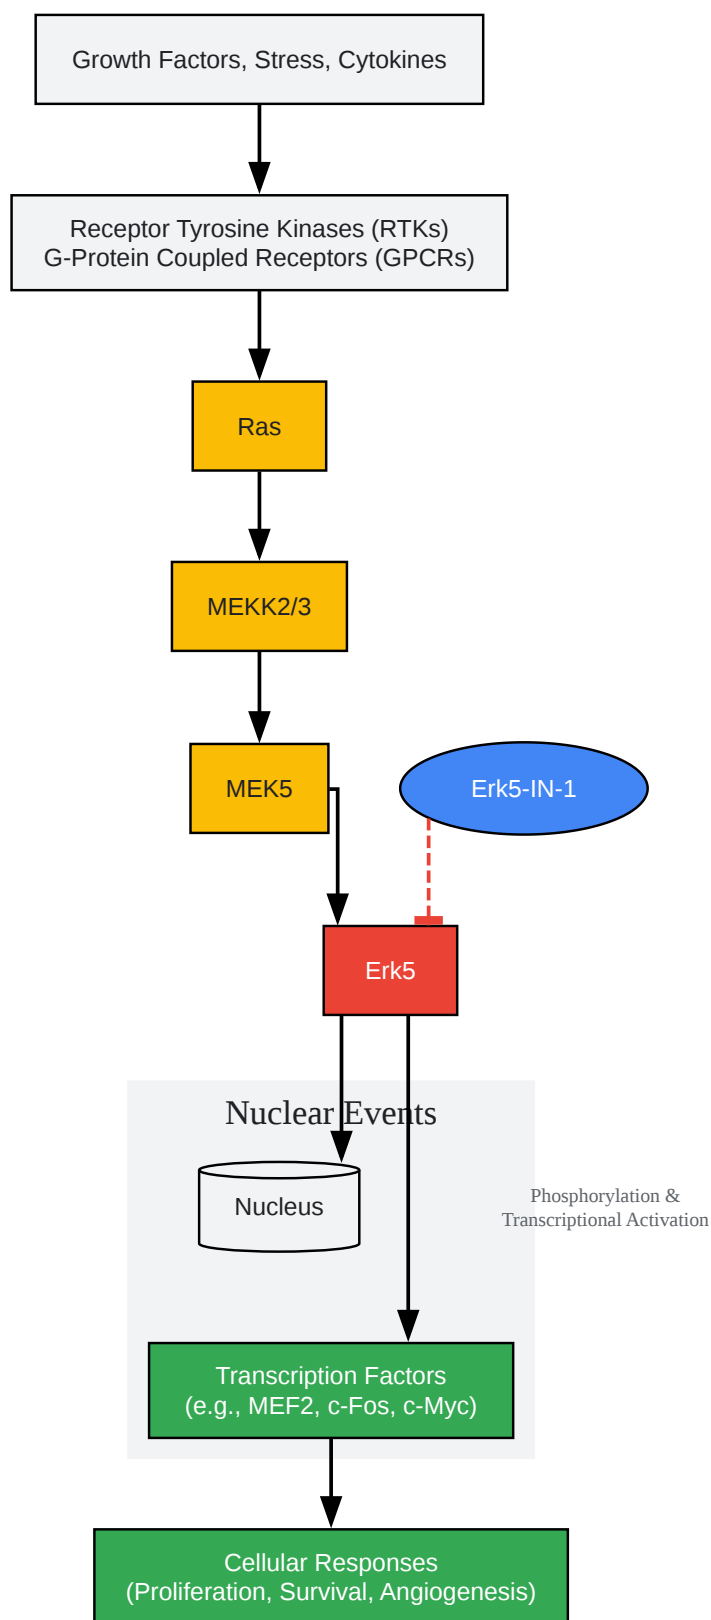 Growth Factors, Stress, Cytokines
Receptor Tyrosine Kinases (RTKs)
G-Protein Coupled Receptors (GPCRs)
Ras
MEKK2/3
MEK5
Erk5-IN-1
Erk5
Nuclear Events
Nucleus
Phosphorylation &
Transcriptional Activation
Transcription Factors
(e.g., MEF2, c-Fos, c-Myc)
Cellular Responses
(Proliferation, Survival, Angiogenesis)